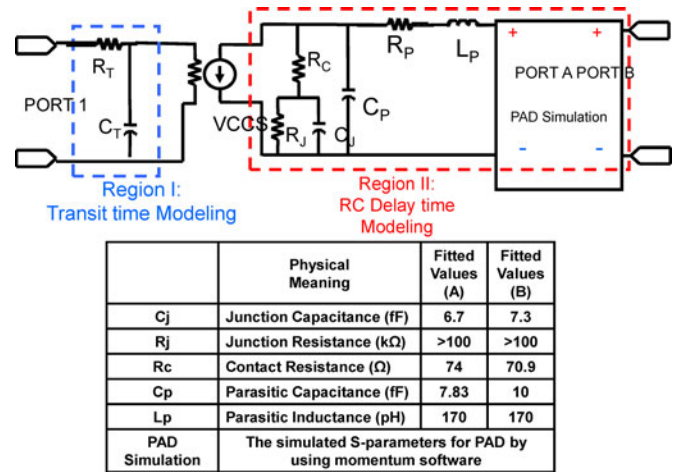 R_T
C_T
PORT 1
VCCS
R_C
R_J
C_J
C_P
R_P
L_P
+ +
PORT A PORT B
PAD Simulation
- -
Region I:
Transit time Modeling
Region II:
RC Delay time
Modeling
Physical Meaning Fitted Values (A) Fitted Values (B)
Cj Junction Capacitance (fF) 6.7 7.3
Rj Junction Resistance (kΩ) >100 >100
Rc Contact Resistance (Ω) 74 70.9
Cp Parasitic Capacitance (fF) 7.83 10
Lp Parasitic Inductance (pH) 170 170
PAD Simulation The simulated S-parameters for PAD by using momentum software